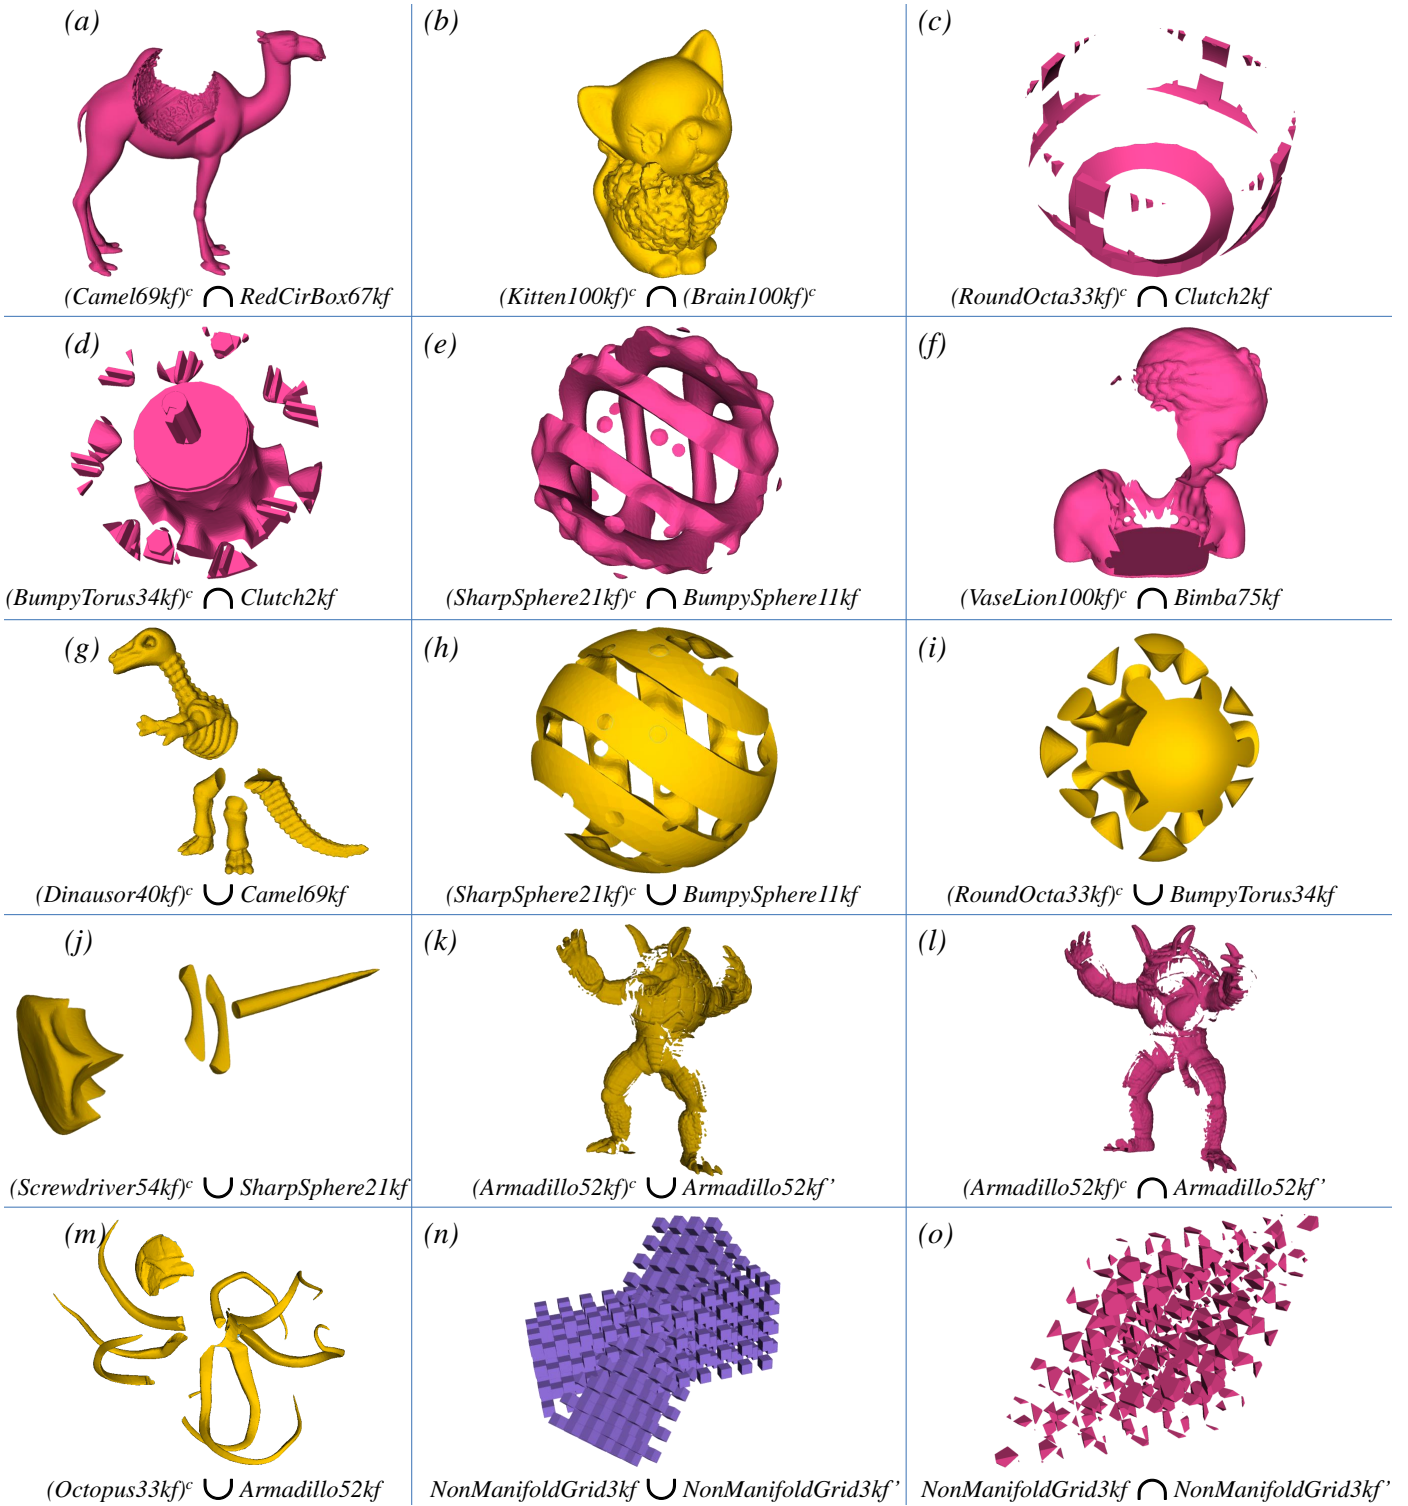 (a)
(b)
(c)
(Camel69kf)ᶜ ⋂ RedCirBox67kf
(Kitten100kf)ᶜ ⋂ (Brain100kf)ᶜ
(RoundOcta33kf)ᶜ ⋂ Clutch2kf
(d)
(e)
(f)
(BumpyTorus34kf)ᶜ ⋂ Clutch2kf
(SharpSphere21kf)ᶜ ⋂ BumpySphere11kf
(VaseLion100kf)ᶜ ⋂ Bimba75kf
(g)
(h)
(i)
(Dinausor40kf)ᶜ ⋃ Camel69kf
(SharpSphere21kf)ᶜ ⋃ BumpySphere11kf
(RoundOcta33kf)ᶜ ⋃ BumpyTorus34kf
(j)
(k)
(l)
(Screwdriver54kf)ᶜ ⋃ SharpSphere21kf
(Armadillo52kf)ᶜ ⋃ Armadillo52kf’
(Armadillo52kf)ᶜ ⋂ Armadillo52kf’
(m)
(n)
(o)
(Octopus33kf)ᶜ ⋃ Armadillo52kf
NonManifoldGrid3kf ⋃ NonManifoldGrid3kf’
NonManifoldGrid3kf ⋂ NonManifoldGrid3kf’